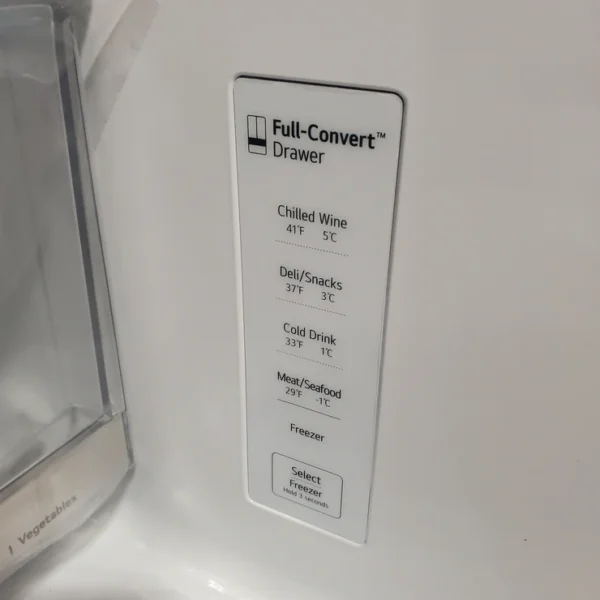 Full-Convert™
Drawer
Chilled Wine
41°F 5°C
Deli/Snacks
37°F 3°C
Cold Drink
33°F 1°C
Meat/Seafood
29°F -1°C
Freezer
Select
Freezer
Hold 3 seconds
Vegetables